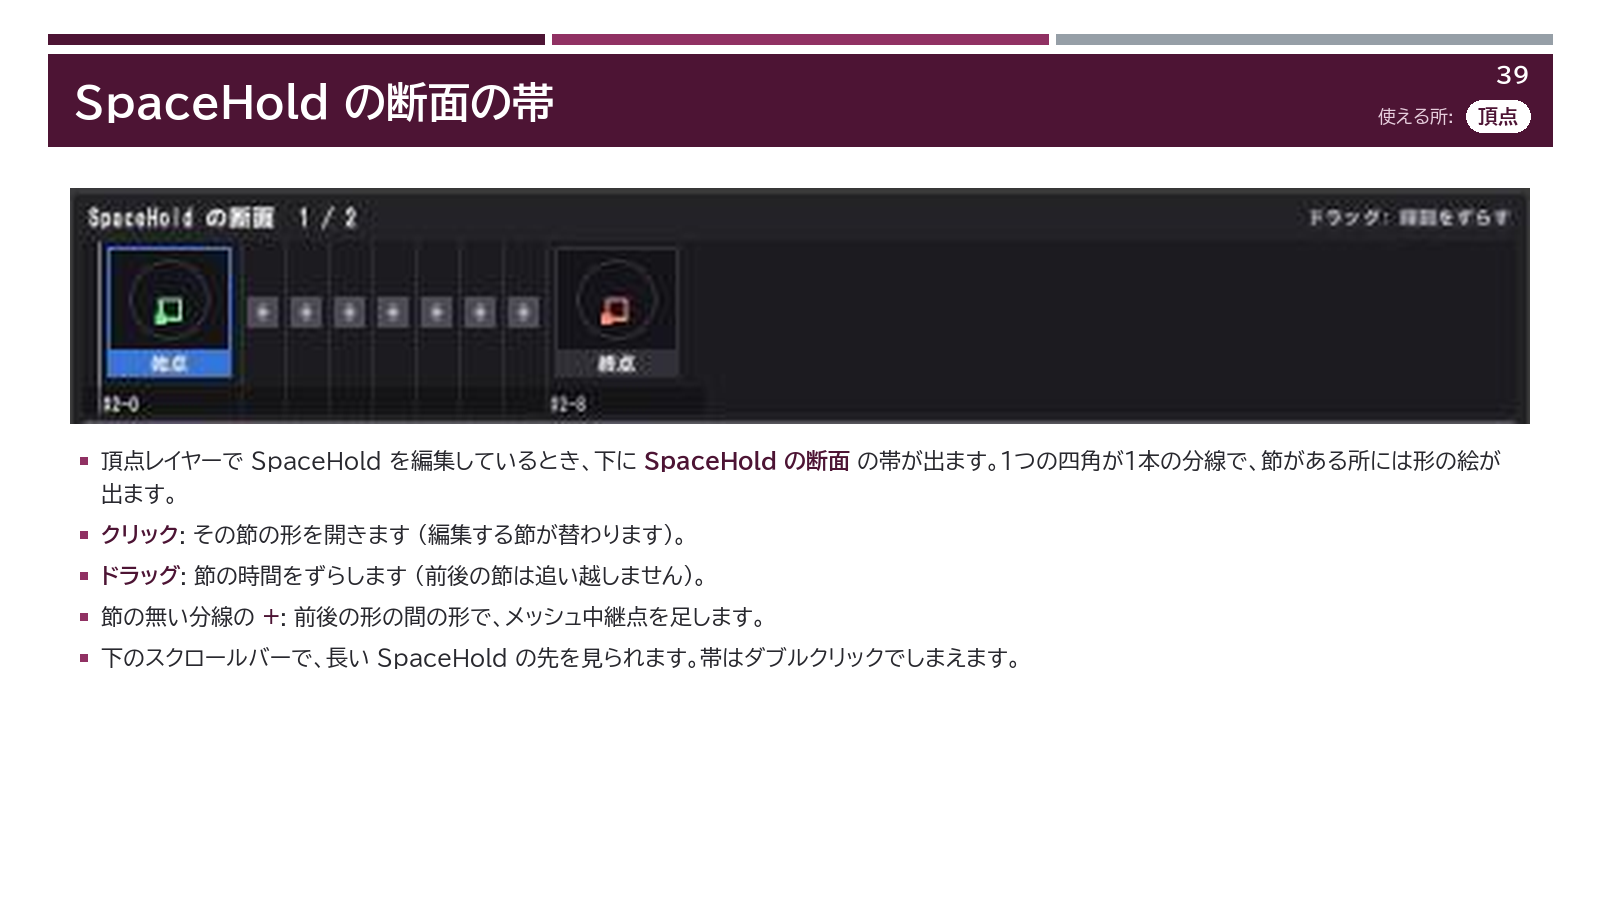 SpaceHold の断面の帯
39
使える所: 頂点
SpaceHold の断面 1 / 2
ドラッグ: 節をずらす
始点
終点
#2-0
#2-8
頂点レイヤーで SpaceHold を編集しているとき、下に SpaceHold の断面 の帯が出ます。1つの四角が1本の分線で、節がある所には形の絵が
出ます。
クリック: その節の形を開きます (編集する節が替わります)。
ドラッグ: 節の時間をずらします (前後の節は追い越しません)。
節の無い分線の +: 前後の形の間の形で、メッシュ中継点を足します。
下のスクロールバーで、長い SpaceHold の先を見られます。帯はダブルクリックでしまえます。